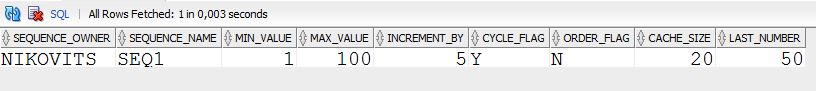 SQL | All Rows Fetched: 1 in 0,003 seconds
SEQUENCE_OWNER SEQUENCE_NAME MIN_VALUE MAX_VALUE INCREMENT_BY CYCLE_FLAG ORDER_FLAG CACHE_SIZE LAST_NUMBER
NIKOVITS SEQ1 1 100 5 Y N 20 50